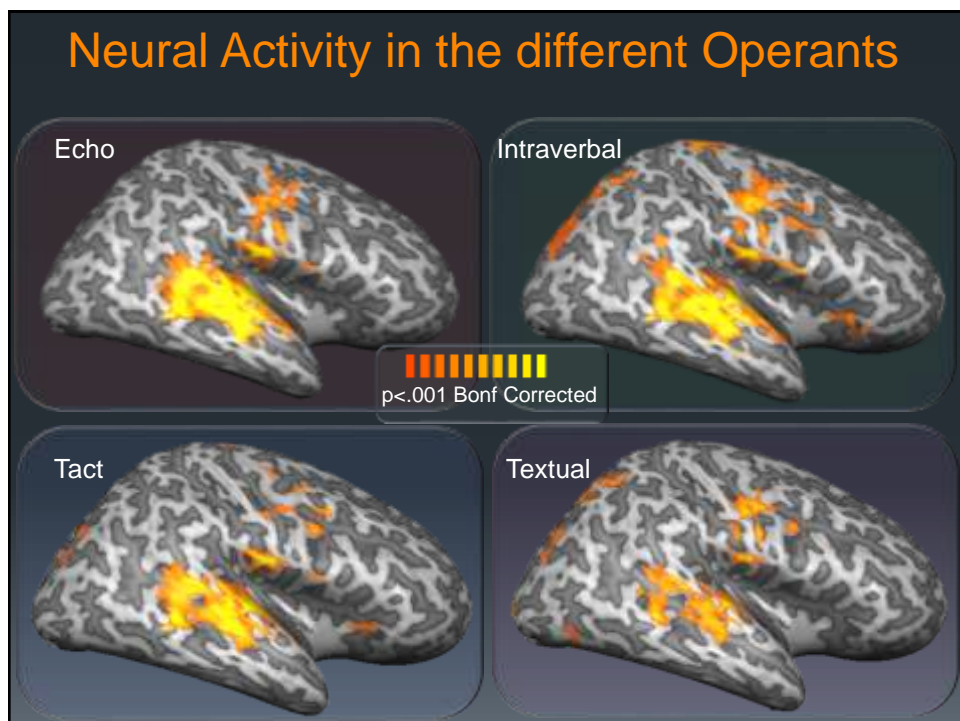 Neural Activity in the different Operants
Echo
Intraverbal
p<.001 Bonf Corrected
Tact
Textual